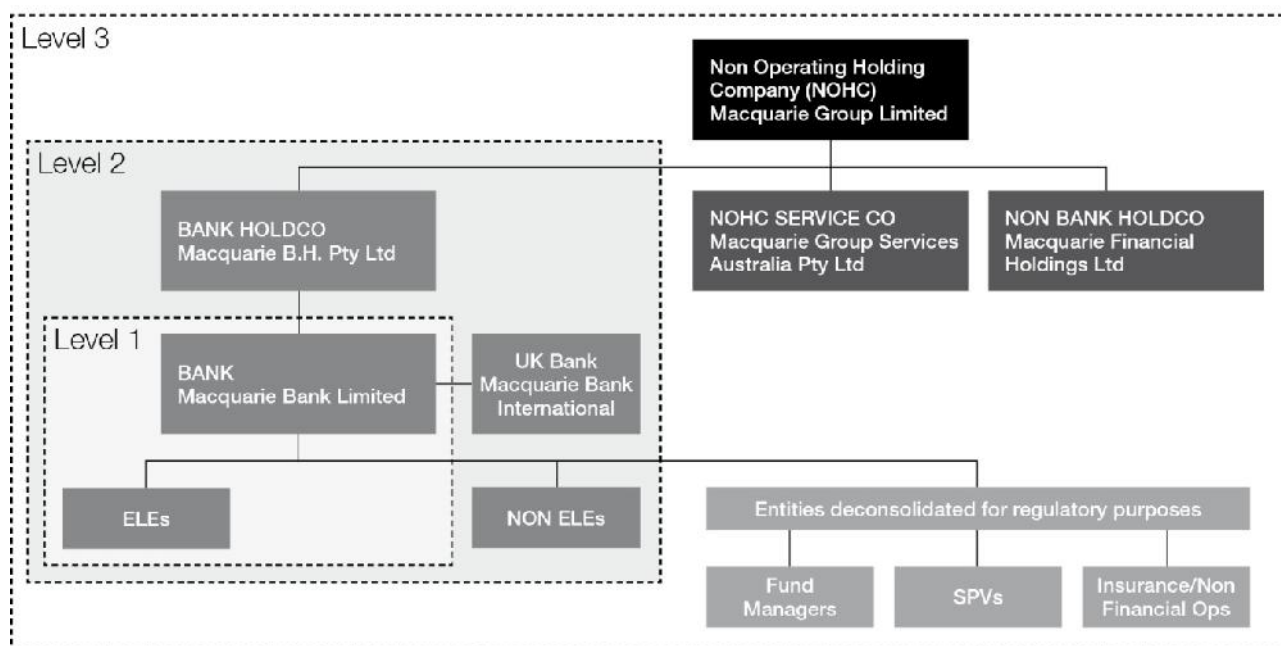 Level 3
Non Operating Holding
Company (NOHC)
Macquarie Group Limited
Level 2
BANK HOLDCO
Macquarie B.H. Pty Ltd
NOHC SERVICE CO
Macquarie Group Services
Australia Pty Ltd
NON BANK HOLDCO
Macquarie Financial
Holdings Ltd
Level 1
BANK
Macquarie Bank Limited
UK Bank
Macquarie Bank
International
ELEs
NON ELEs
Entities deconsolidated for regulatory purposes
Fund
Managers
SPVs
Insurance/Non
Financial Ops